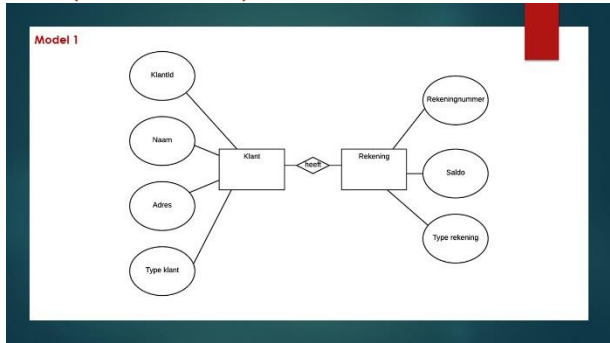 Model 1
KlantId
Naam
Adres
Type klant
Klant
heeft
Rekening
Rekeningnummer
Saldo
Type rekening